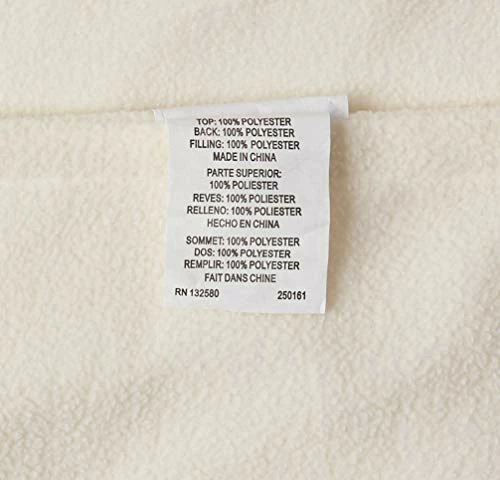 TOP: 100% POLYESTER
BACK: 100% POLYESTER
FILLING: 100% POLYESTER
MADE IN CHINA
PARTE SUPERIOR:
100% POLIESTER
REVES: 100% POLIESTER
RELLENO: 100% POLIESTER
HECHO EN CHINA
SOMMET: 100% POLYESTER
DOS: 100% POLYESTER
REMPLIR: 100% POLYESTER
FAIT DANS CHINE
RN 132580 250161